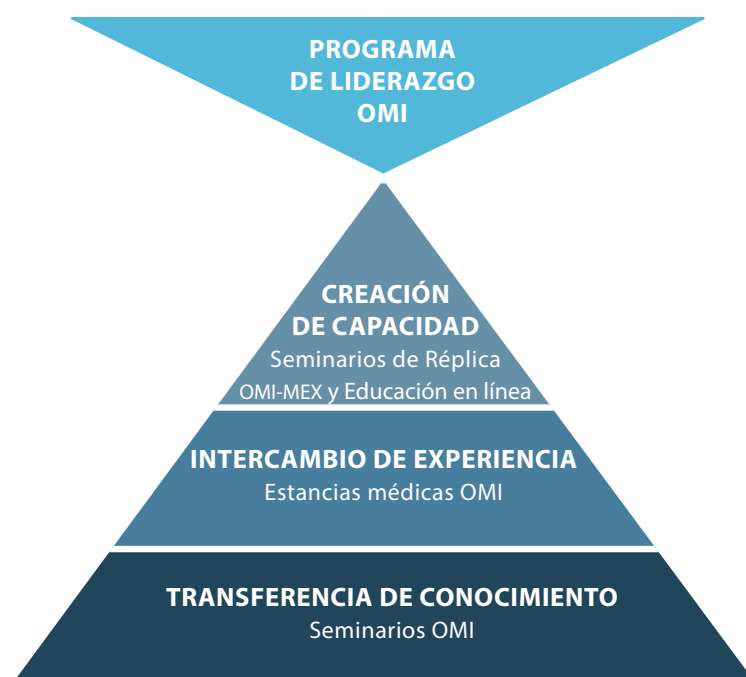 PROGRAMA
DE LIDERAZGO
OMI
CREACIÓN
DE CAPACIDAD
Seminarios de Réplica
OMI-MEX y Educación en línea
INTERCAMBIO DE EXPERIENCIA
Estancias médicas OMI
TRANSFERENCIA DE CONOCIMIENTO
Seminarios OMI